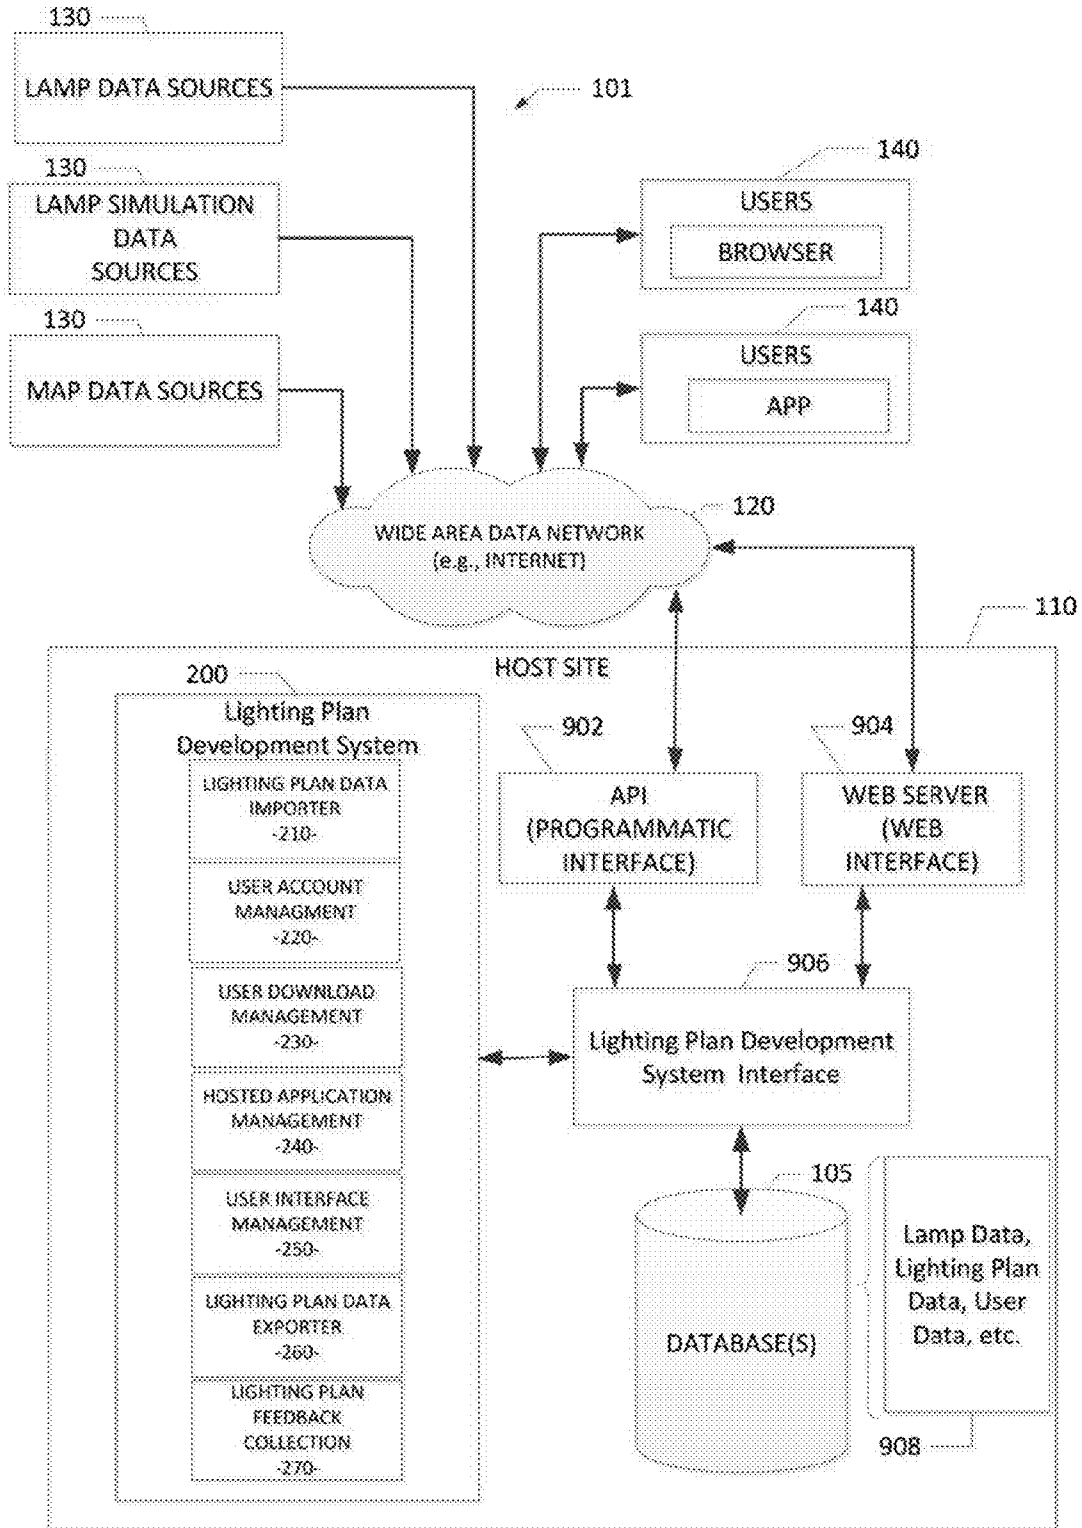 130
LAMP DATA SOURCES
101
130
LAMP SIMULATION
DATA
SOURCES
140
USERS
BROWSER
130
MAP DATA SOURCES
140
USERS
APP
120
WIDE AREA DATA NETWORK
(e.g., INTERNET)
110
HOST SITE
200
Lighting Plan
Development System
LIGHTING PLAN DATA
IMPORTER
-210-
USER ACCOUNT
MANAGMENT
-220-
USER DOWNLOAD
MANAGEMENT
-230-
HOSTED APPLICATION
MANAGEMENT
-240-
USER INTERFACE
MANAGEMENT
-250-
LIGHTING PLAN DATA
EXPORTER
-260-
LIGHTING PLAN
FEEDBACK
COLLECTION
-270-
902
API
(PROGRAMMATIC
INTERFACE)
904
WEB SERVER
(WEB
INTERFACE)
906
Lighting Plan Development
System Interface
105
DATABASE(S)
Lamp Data,
Lighting Plan
Data, User
Data, etc.
908